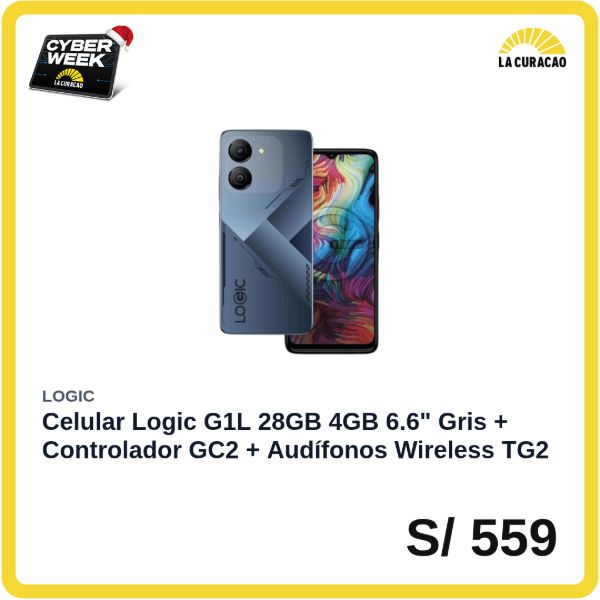 CYBER
WEEK
LA CURACAO
LA CURACAO
LOGIC
LOGIC
Celular Logic G1L 28GB 4GB 6.6" Gris +
Controlador GC2 + Audífonos Wireless TG2
S/ 559